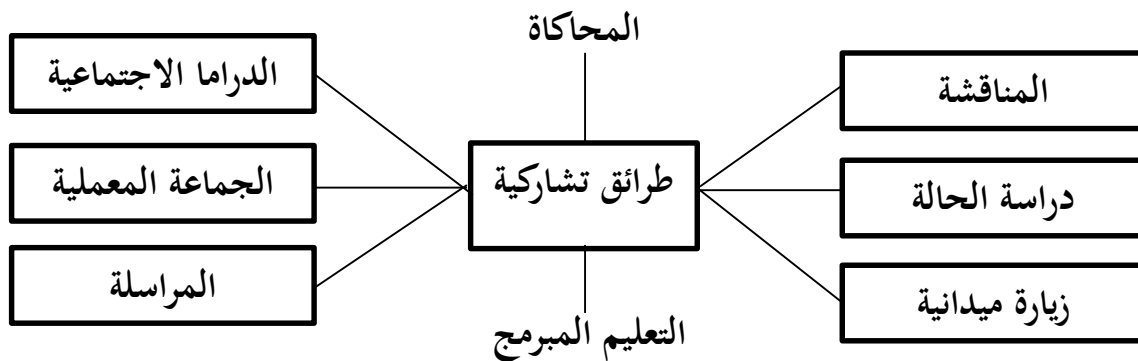 المحاكاة
الدراما الاجتماعية
المناقشة
طرائق تشاركية
الجماعة المعملية
دراسة الحالة
المراسلة
زيارة ميدانية
التعليم المبرمج